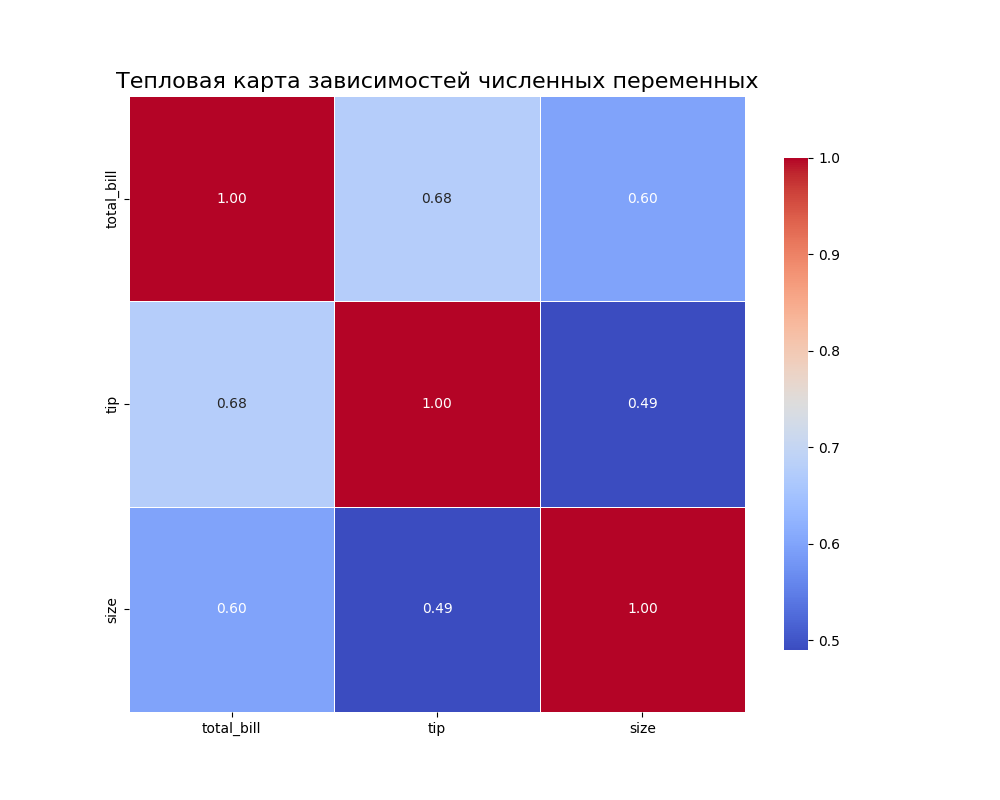 Тепловая карта зависимостей численных переменных
total_bill
1.00
0.68
0.60
tip
0.68
1.00
0.49
size
0.60
0.49
1.00
total_bill
tip
size
1.0
0.9
0.8
0.7
0.6
0.5